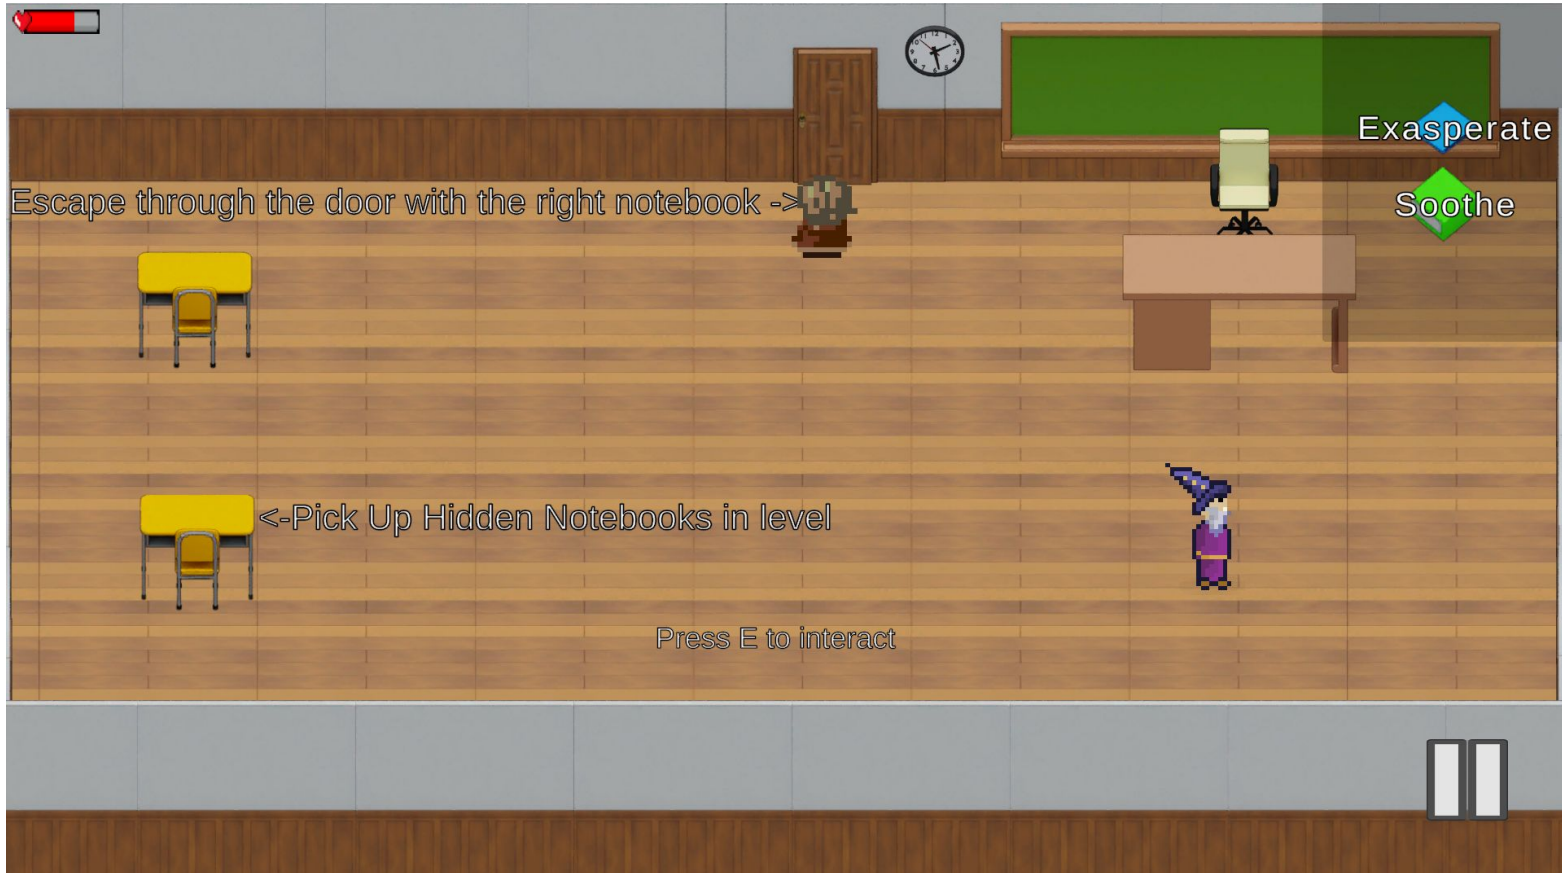 Exasperate
Escape through the door with the right notebook ->
Soothe
<-Pick Up Hidden Notebooks in level
Press E to interact